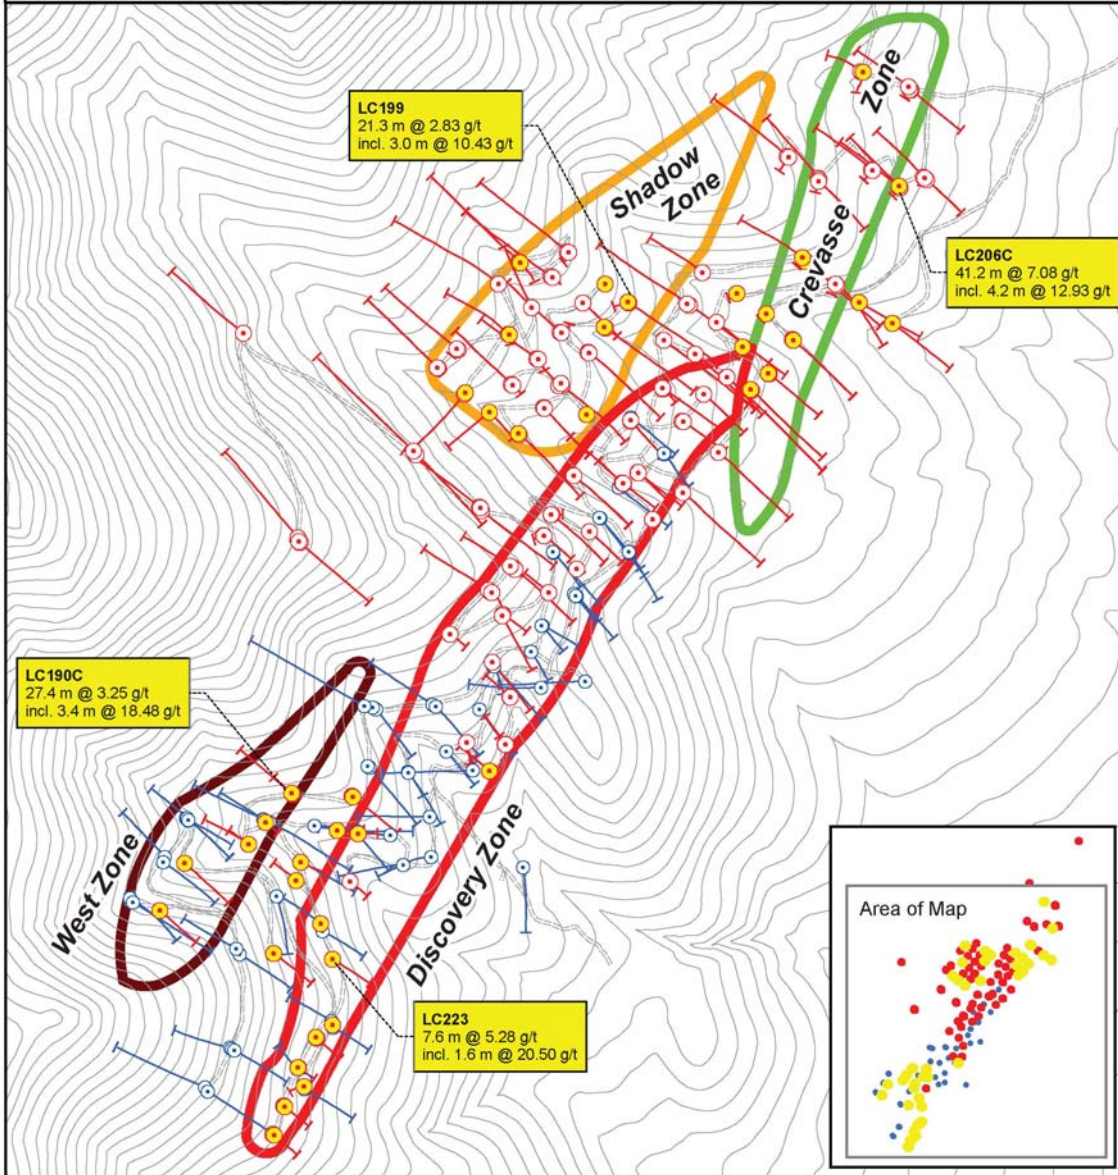 Zone
LC199
21.3 m @ 2.83 g/t
incl. 3.0 m @ 10.43 g/t
Shadow
Zone
Crevasse
LC206C
41.2 m @ 7.08 g/t
incl. 4.2 m @ 12.93 g/t
LC190C
27.4 m @ 3.25 g/t
incl. 3.4 m @ 18.48 g/t
West Zone
Discovery Zone
Area of Map
LC223
7.6 m @ 5.28 g/t
incl. 1.6 m @ 20.50 g/t